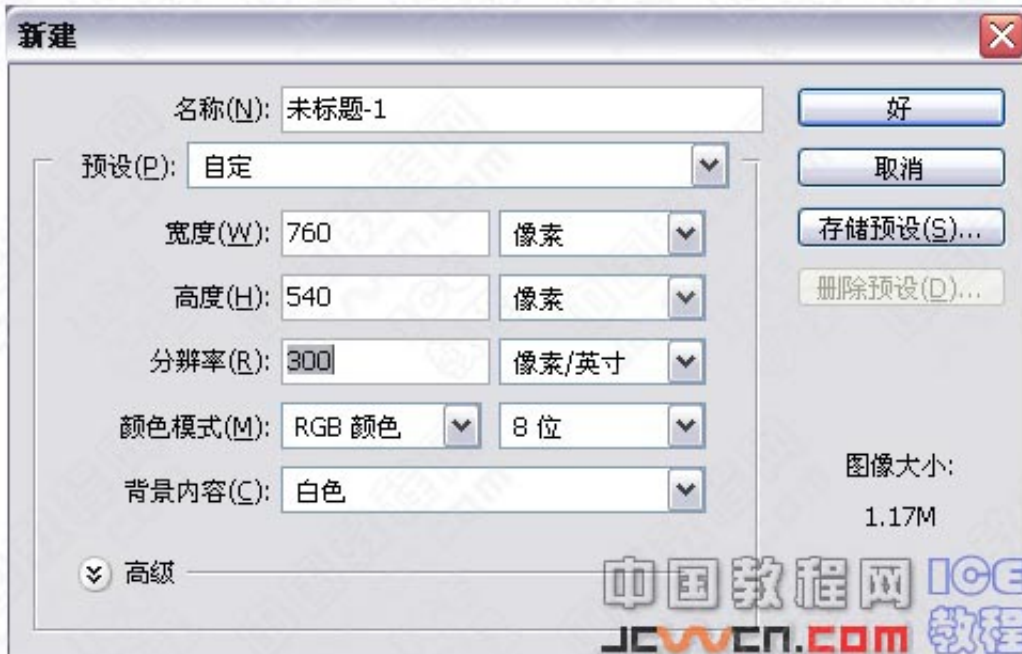 新建
名称(N): 未标题-1
好
预设(P): 自定
取消
宽度(W): 760 像素
存储预设(S)...
高度(H): 540 像素
删除预设(D)...
分辨率(R): 300 像素/英寸
颜色模式(M): RGB 颜色 8 位
图像大小:
背景内容(C): 白色
1.17M
高级
中国教程网 ICE
JCWCN.COM 教程